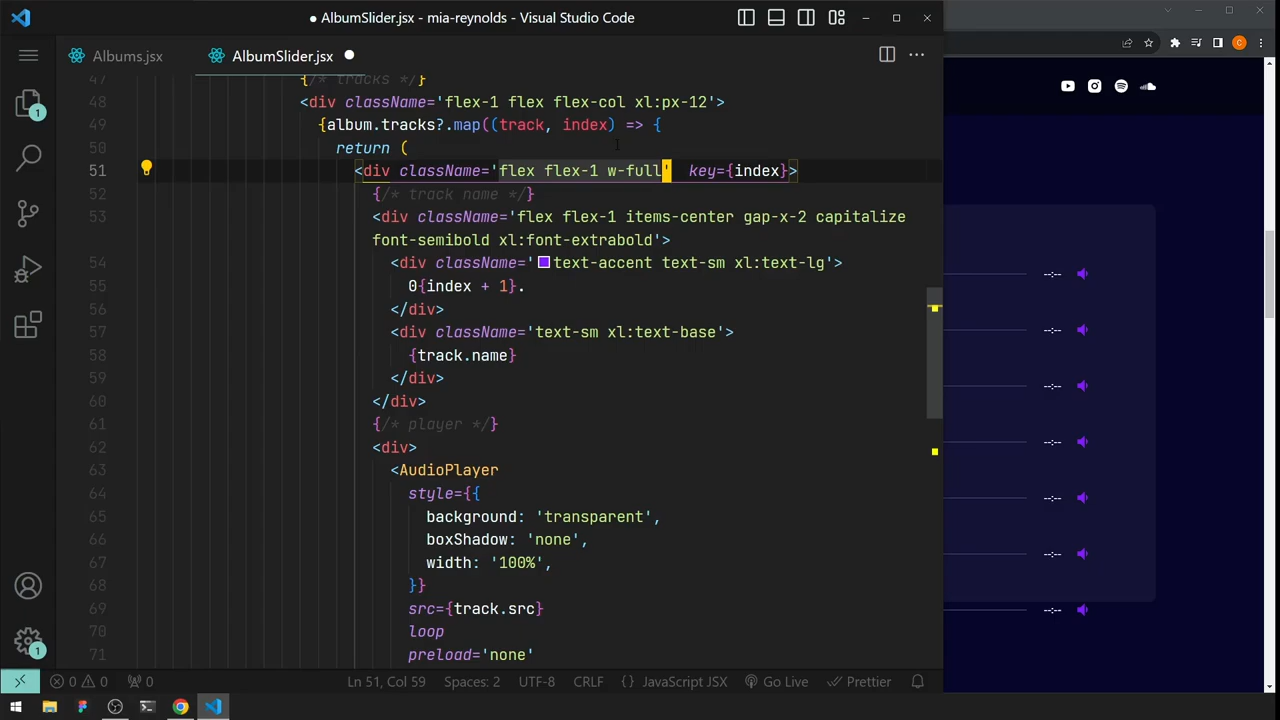 AlbumSlider.jsx - mia-reynolds - Visual Studio Code
Albums.jsx
AlbumSlider.jsx
47 {/* tracks */}
48 <div className='flex-1 flex flex-col xl:px-12'>
49 {album.tracks?.map((track, index) => {
50 return (
51 <div className='flex flex-1 w-full'  key={index}>
52 {/* track name */}
53 <div className='flex flex-1 items-center gap-x-2 capitalize
font-semibold xl:font-extrabold'>
54 <div className='text-accent text-sm xl:text-lg'>
55 0{index + 1}.
56 </div>
57 <div className='text-sm xl:text-base'>
58 {track.name}
59 </div>
60 </div>
61 {/* player */}
62 <div>
63 <AudioPlayer
64 style={{
65 background: 'transparent',
66 boxShadow: 'none',
67 width: '100%',
68 }}
69 src={track.src}
70 loop
71 preload='none'
1
1
C
--:--
--:--
--:--
--:--
--:--
--:--
--:--
0 0 0 Ln 51, Col 59 Spaces: 2 UTF-8 CRLF {} JavaScript JSX Go Live Prettier